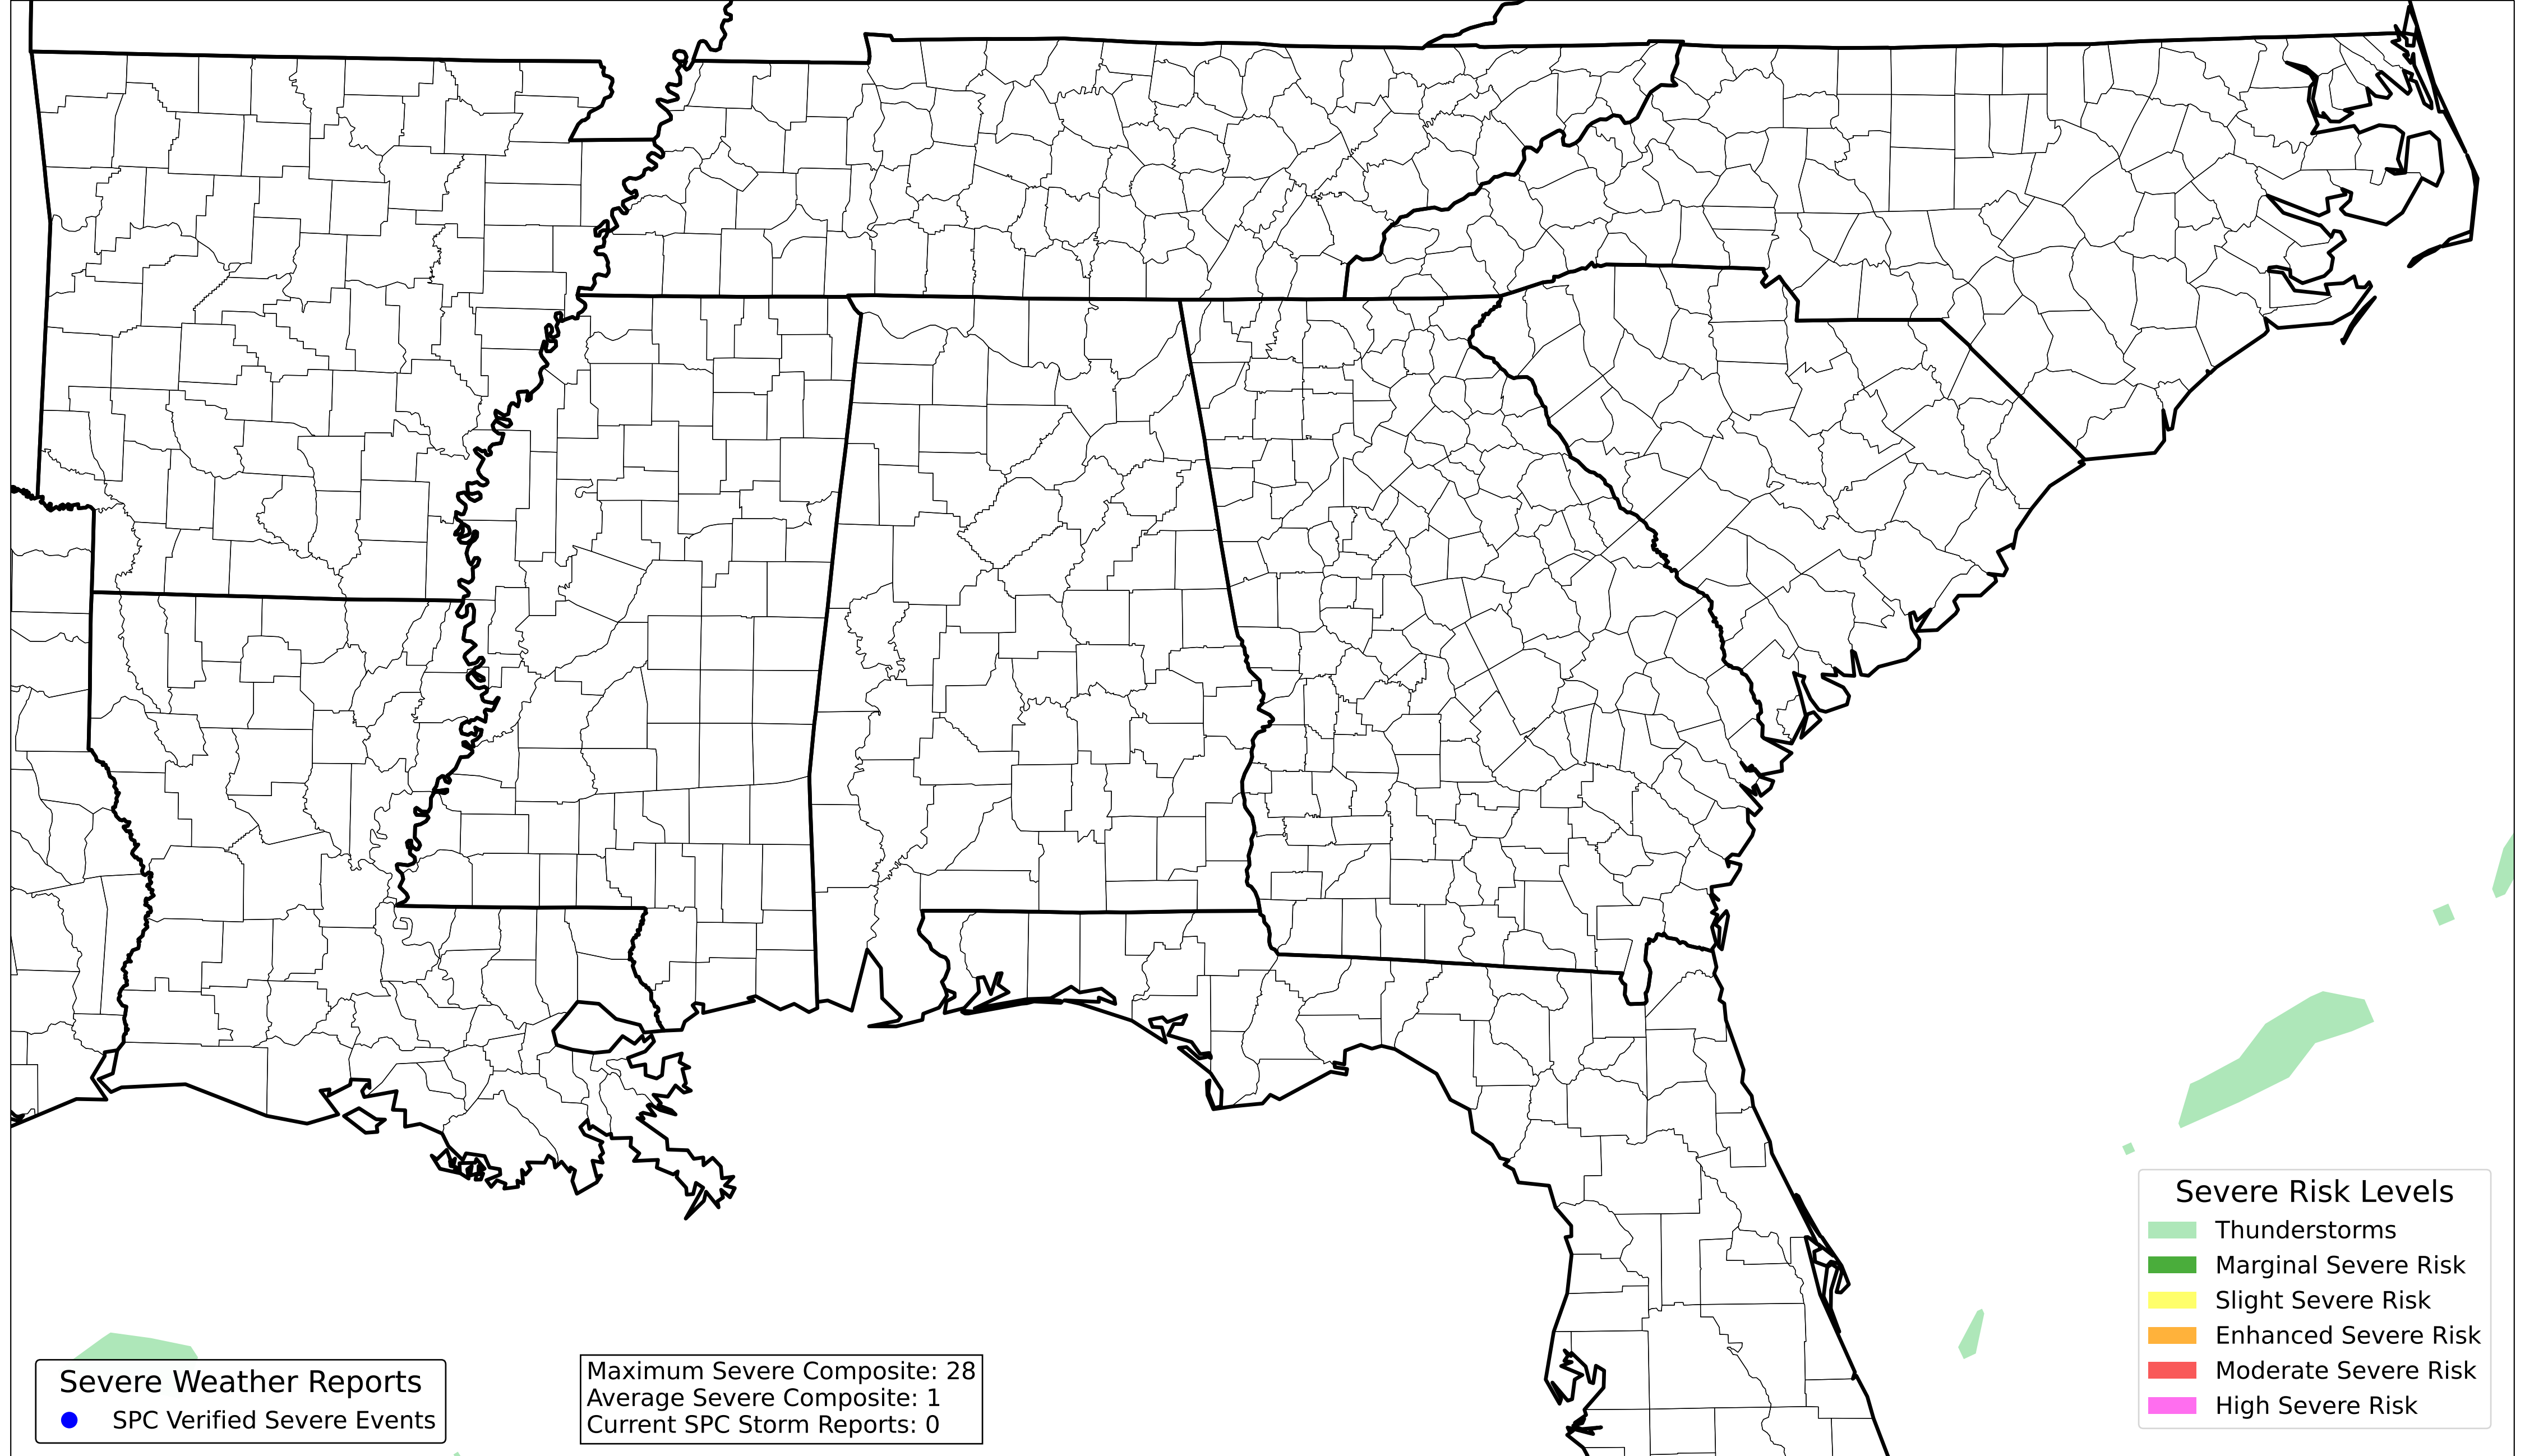 Severe Risk Levels
Thunderstorms
Marginal Severe Risk
Slight Severe Risk
Enhanced Severe Risk
Moderate Severe Risk
High Severe Risk
Severe Weather Reports
SPC Verified Severe Events
Maximum Severe Composite: 28
Average Severe Composite: 1
Current SPC Storm Reports: 0